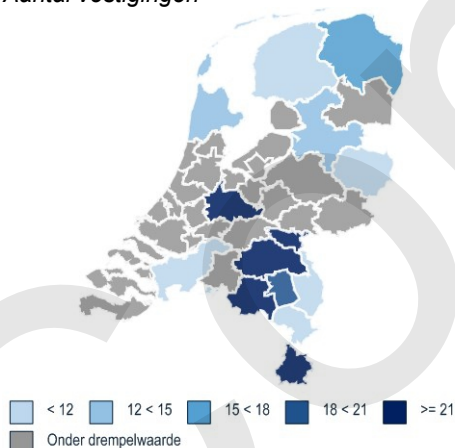 Aantal vestigingen
< 12 12 < 15 15 < 18 18 < 21 >= 21
Onder drempelwaarde